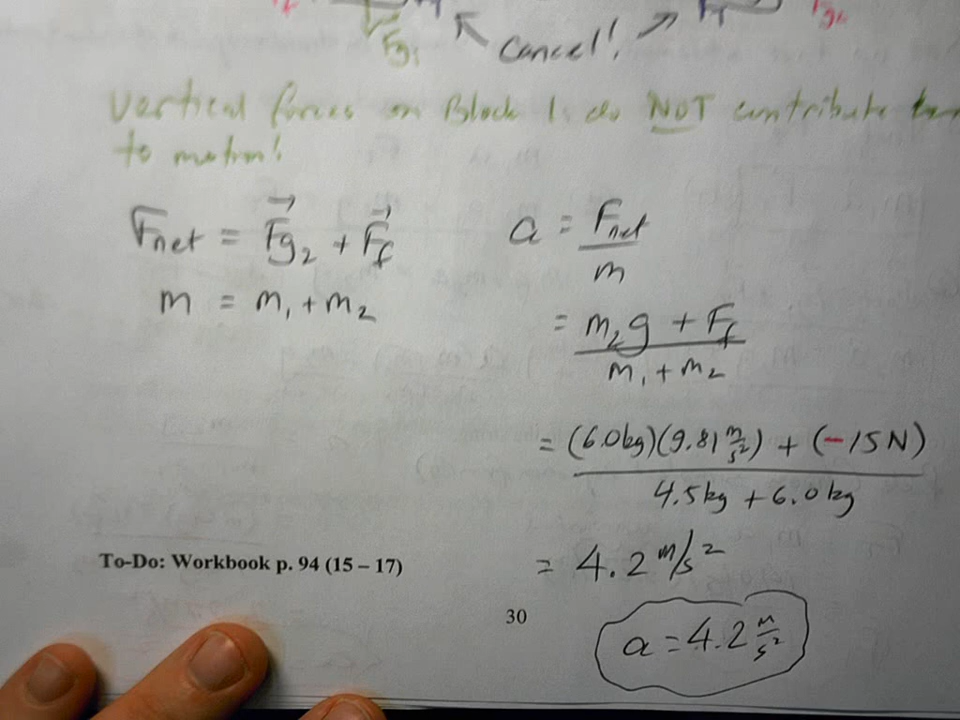 Fg₁ Cancel!
Vertical forces on Block 1 do NOT contribute
to motion!
Fnet = Fg₂ + Ff
m = m₁ + m₂
a = Fnet / m
= m₂g + Ff / m₁ + m₂
= (6.0kg)(9.81 m/s²) + (-15N) / 4.5kg + 6.0kg
= 4.2 m/s²
To-Do: Workbook p. 94 (15 – 17)
30
a = 4.2 m/s²